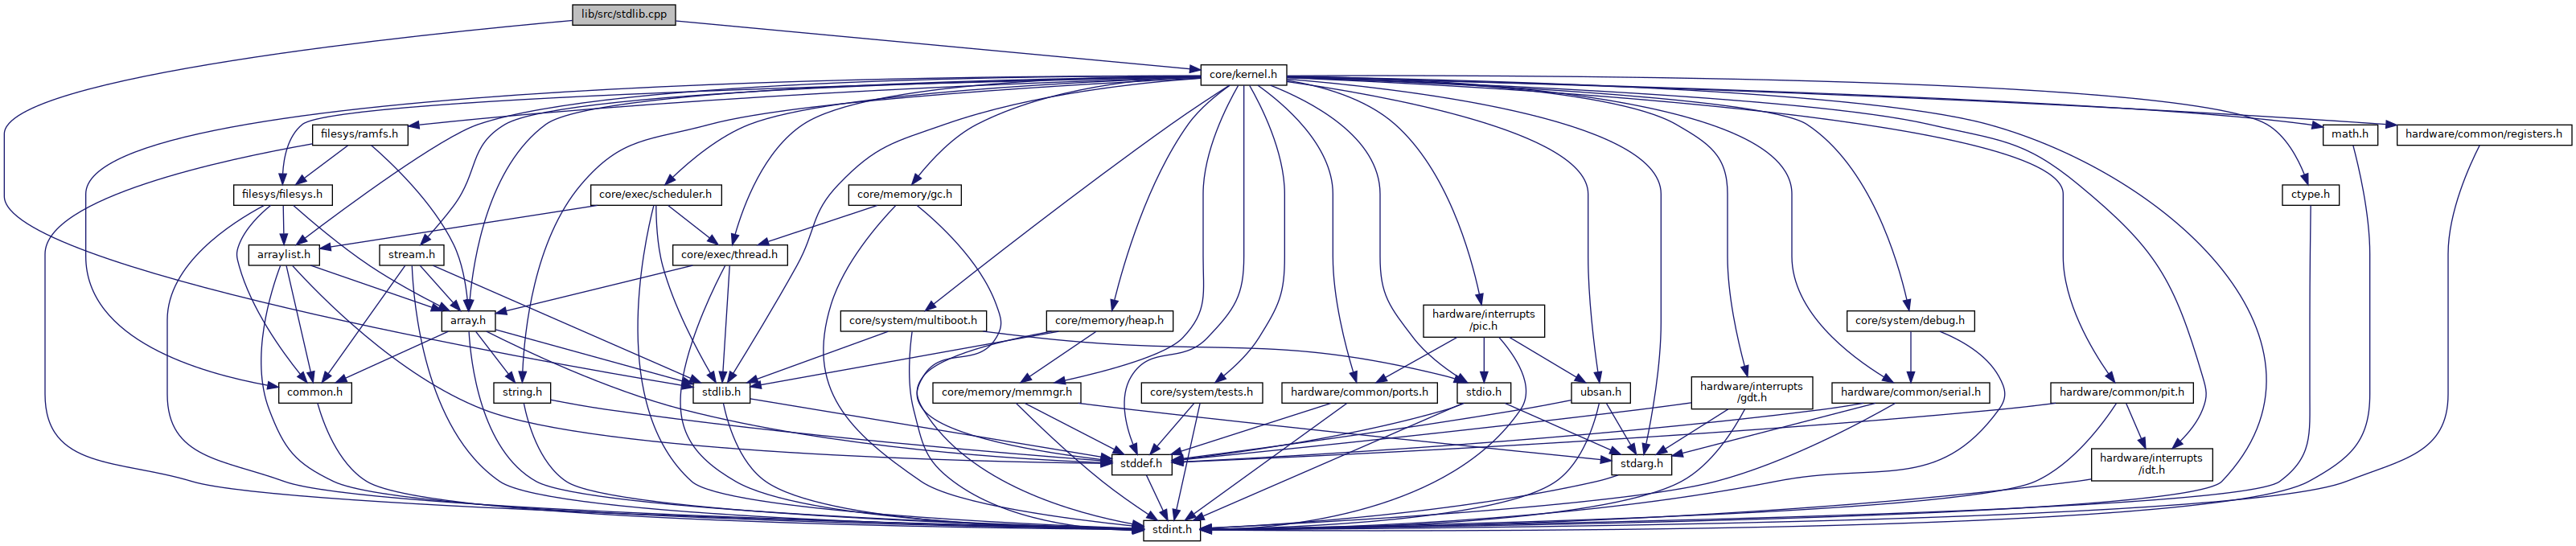 lib/src/stdlib.cpp
core/kernel.h
filesys/ramfs.h
math.h
hardware/common/registers.h
filesys/filesys.h
core/exec/scheduler.h
core/memory/gc.h
ctype.h
arraylist.h
stream.h
core/exec/thread.h
array.h
core/system/multiboot.h
core/memory/heap.h
hardware/interrupts
/pic.h
core/system/debug.h
common.h
string.h
stdlib.h
core/memory/memmgr.h
core/system/tests.h
hardware/common/ports.h
stdio.h
ubsan.h
hardware/interrupts
/gdt.h
hardware/common/serial.h
hardware/common/pit.h
stddef.h
stdarg.h
hardware/interrupts
/idt.h
stdint.h